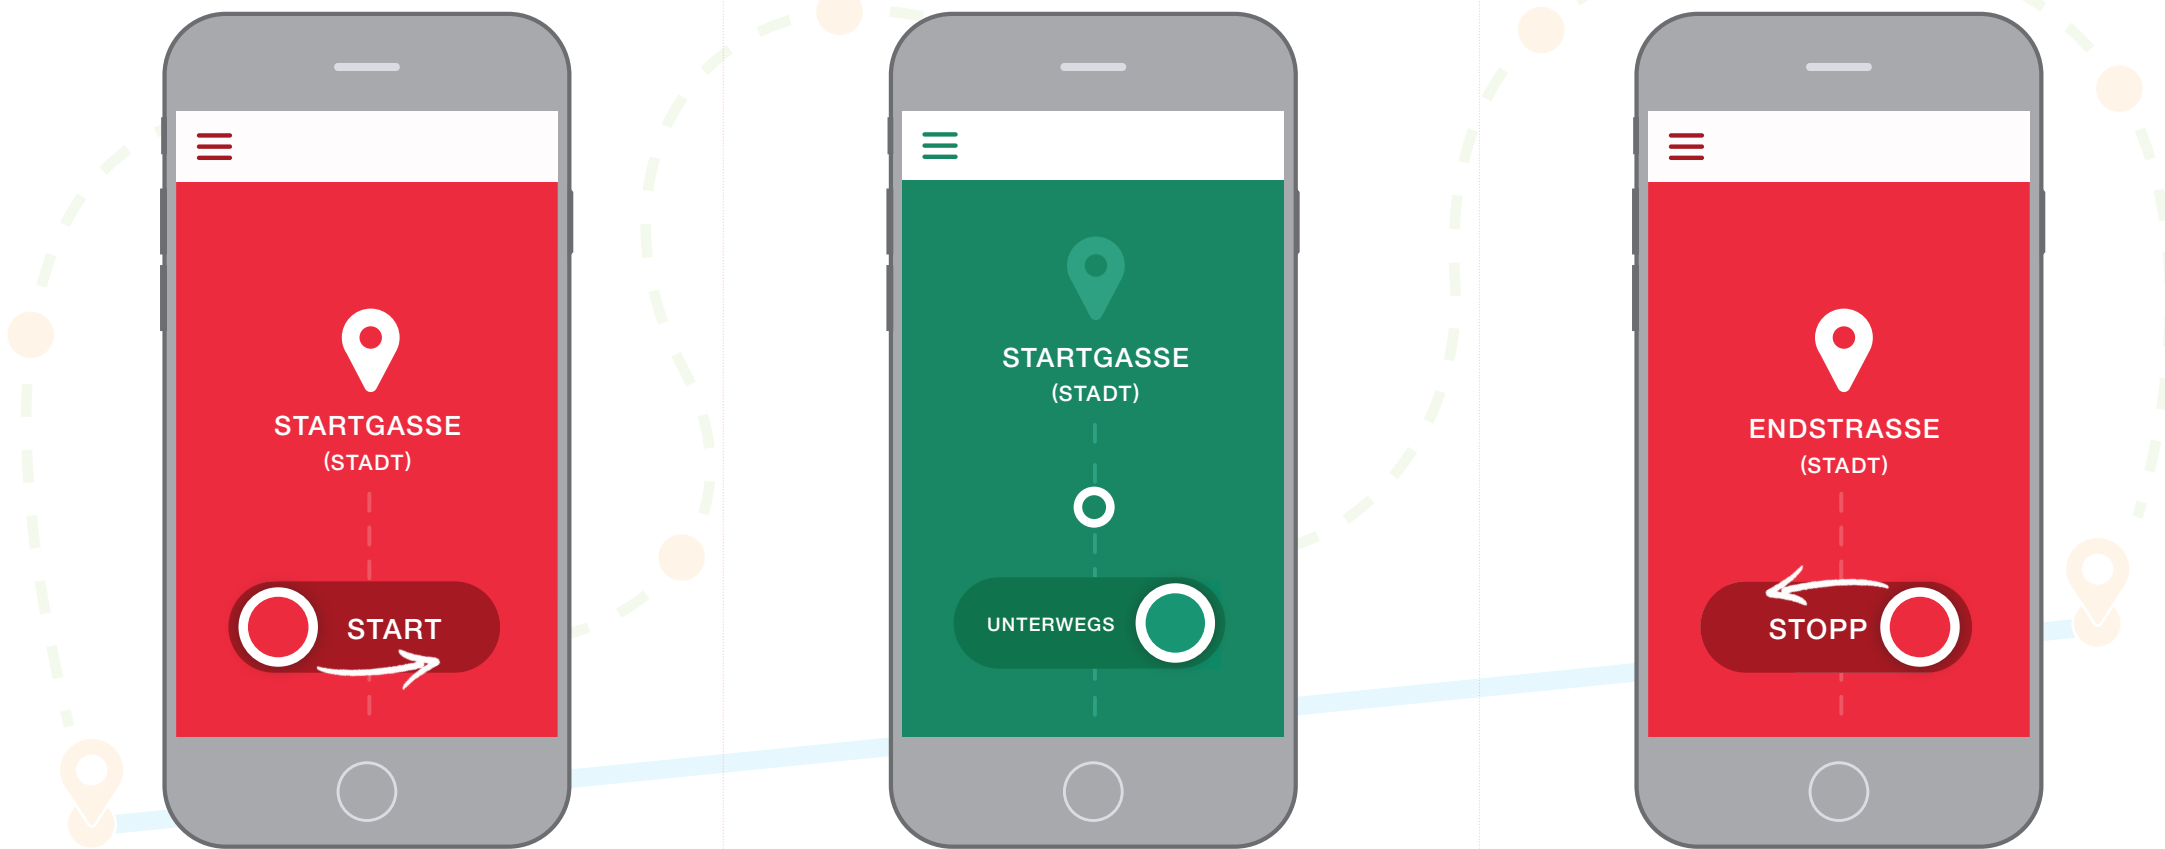 STARTGASSE
(STADT)
START
STARTGASSE
(STADT)
UNTERWEGS
ENDSTRASSE
(STADT)
STOPP